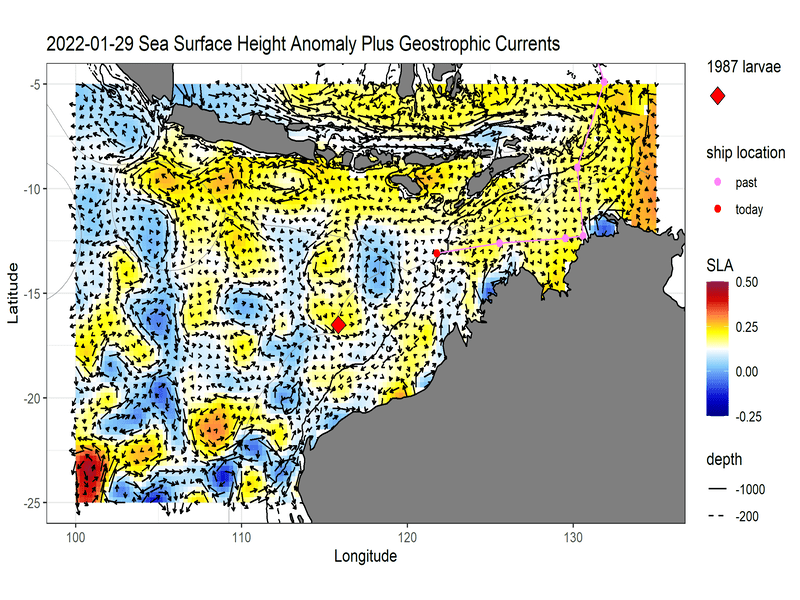 2022-01-29 Sea Surface Height Anomaly Plus Geostrophic Currents
1987 larvae
ship location
past
today
SLA
0.50
0.25
0.00
-0.25
depth
-1000
-200
-5
-10
-15
-20
-25
Latitude
100
110
120
130
Longitude